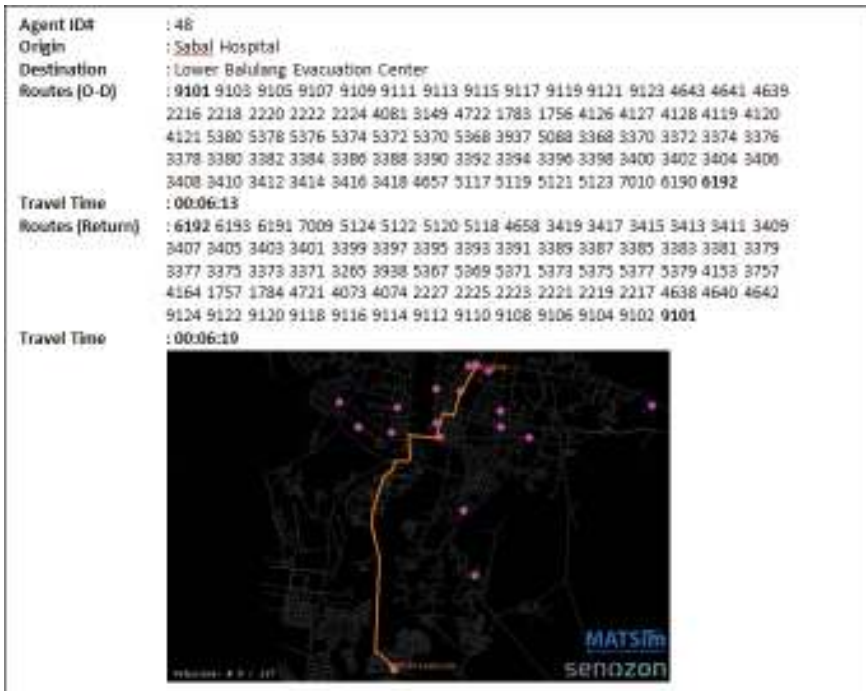 Agent ID# : 48
Origin : Sabal Hospital
Destination : Lower Balulang Evacuation Center
Routes (O-D) : 9101 9103 9105 9107 9109 9111 9113 9115 9117 9119 9121 9123 4643 4641 4639
2216 2218 2220 2222 2224 4081 3149 4722 1783 1756 4126 4127 4128 4119 4120
4121 5380 5378 5376 5374 5372 5370 5368 3937 5088 3368 3370 3372 3374 3376
3378 3380 3382 3384 3386 3388 3390 3392 3394 3396 3398 3400 3402 3404 3406
3408 3410 3412 3414 3416 3418 4657 5117 5119 5121 5123 7010 6190 6192
Travel Time : 00:06:13
Routes (Return) : 6192 6193 6191 7009 5124 5122 5120 5118 4658 3419 3417 3415 3413 3411 3409
3407 3405 3403 3401 3399 3397 3395 3393 3391 3389 3387 3385 3383 3381 3379
3377 3375 3373 3371 3265 3938 5367 5369 5371 5373 5375 5377 5379 4153 3757
4164 1757 1784 4721 4073 4074 2227 2225 2223 2221 2219 2217 4638 4640 4642
9124 9122 9120 9118 9116 9114 9112 9110 9108 9106 9104 9102 9101
Travel Time : 00:06:19
MATSim
senozon